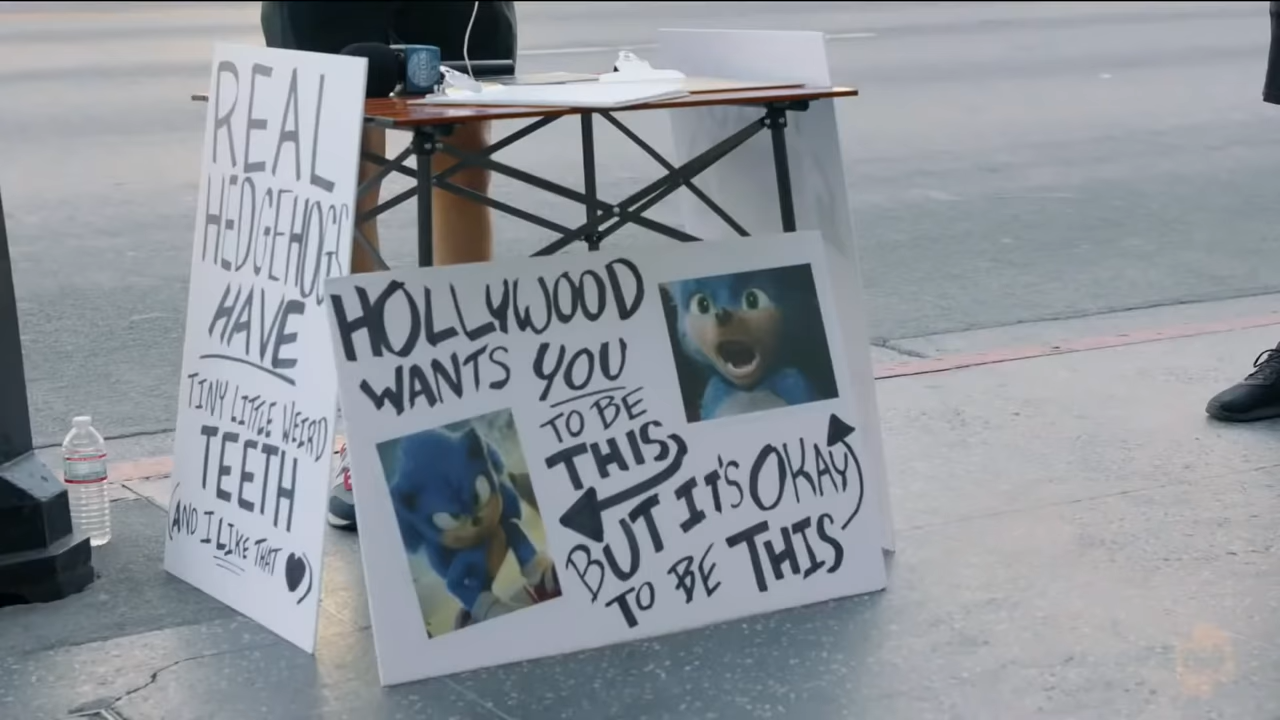 REAL
HEDGEHOGS
HAVE
TINY LITTLE WEIRD
TEETH
(AND I LIKE THAT ♥)
HOLLYWOOD
WANTS YOU
TO BE
THIS
BUT IT'S OKAY
TO BE THIS